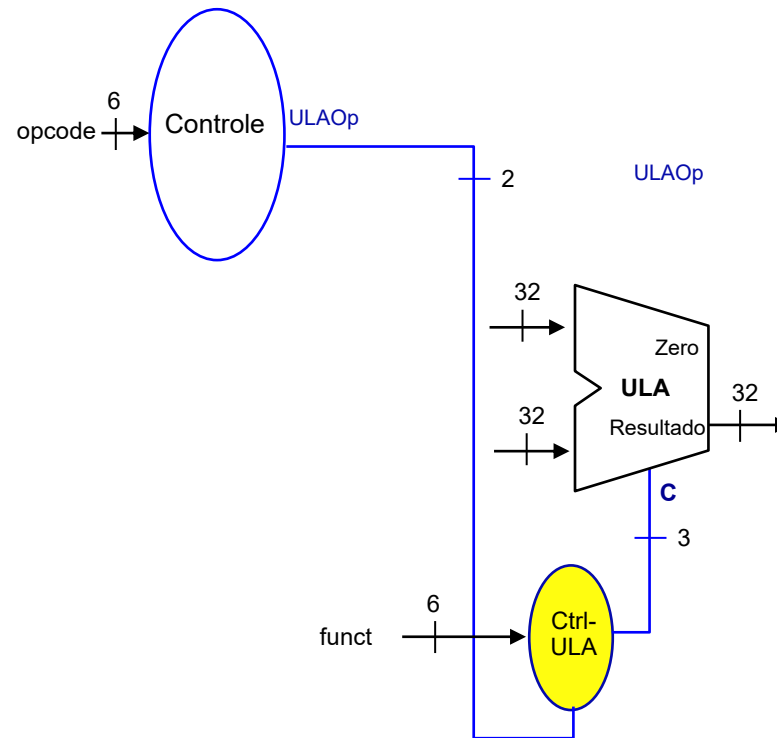 6
opcode
Controle
ULAOp
2
ULAOp
32
Zero
ULA
32
32
Resultado
C
3
6
funct
Ctrl-
ULA